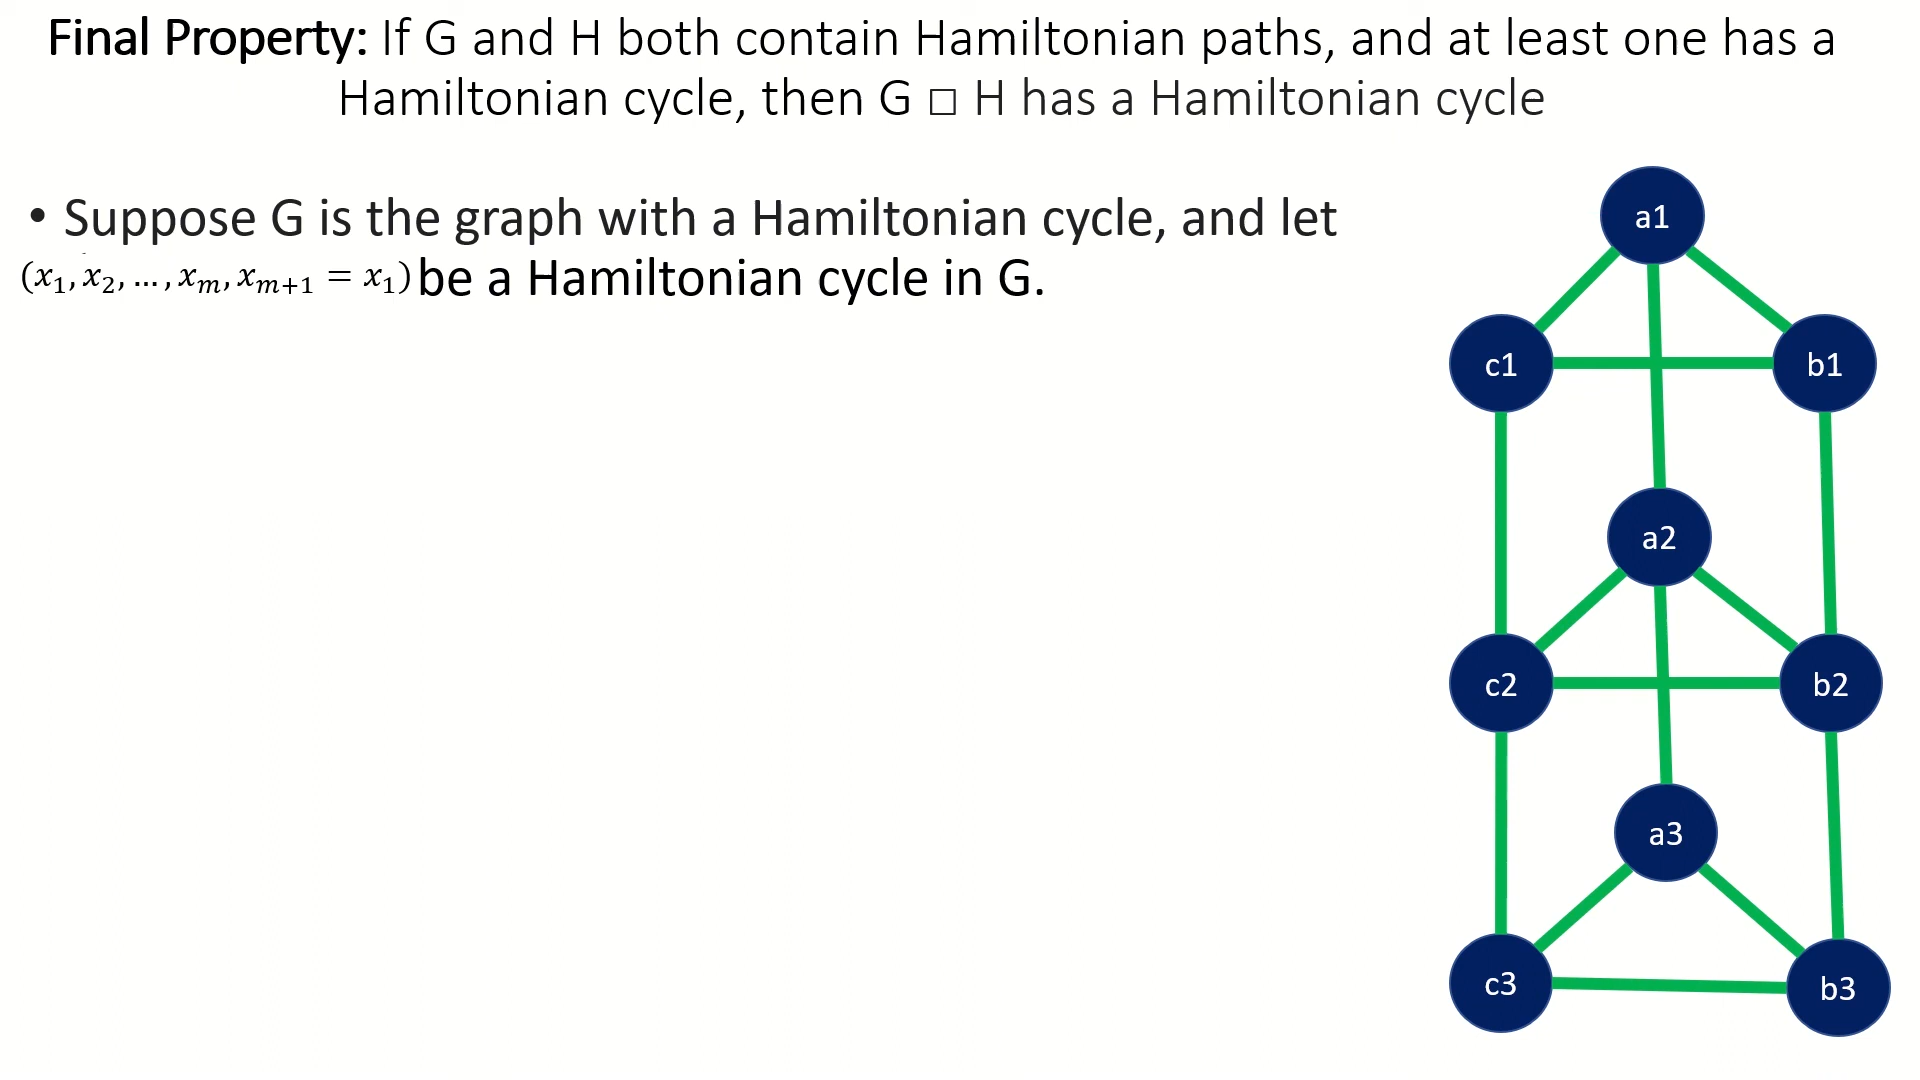 Final Property: If G and H both contain Hamiltonian paths, and at least one has a
Hamiltonian cycle, then G □ H has a Hamiltonian cycle
• Suppose G is the graph with a Hamiltonian cycle, and let
(x₁, x₂, … , xₘ, xₘ₊₁ = x₁) be a Hamiltonian cycle in G.
a1
c1
b1
a2
c2
b2
a3
c3
b3